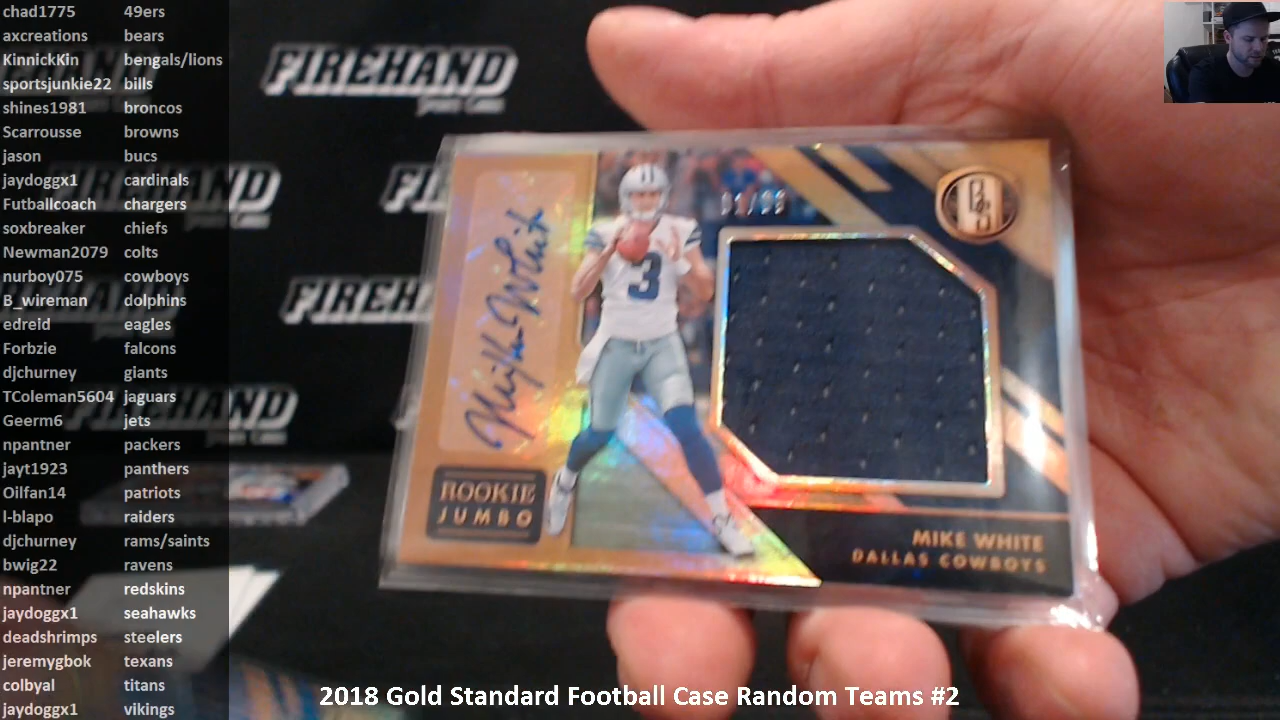 chad1775 49ers
axcreations bears
KinnickKin bengals/lions
sportsjunkie22 bills
shines1981 broncos
Scarrousse browns
jason bucs
jaydoggx1 cardinals
Futballcoach chargers
soxbreaker chiefs
Newman2079 colts
nurboy075 cowboys
B_wireman dolphins
edreid eagles
Forbzie falcons
djchurney giants
TColeman5604 jaguars
Geerm6 jets
npantner packers
jayt1923 panthers
Oilfan14 patriots
l-blapo raiders
djchurney rams/saints
bwig22 ravens
npantner redskins
jaydoggx1 seahawks
deadshrimps steelers
jeremygbok texans
colbyal titans
jaydoggx1 vikings
FIREHAND
FIREH
FIREHAND
3
ROOKIE
JUMBO
MIKE WHITE
DALLAS COWBOYS
2018 Gold Standard Football Case Random Teams #2